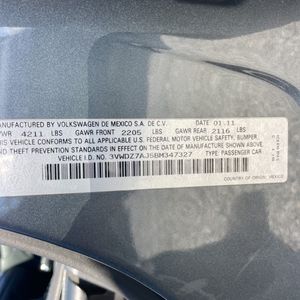 MANUFACTURED BY VOLKSWAGEN DE MEXICO S.A. DE C.V. DATE 01.11
GVWR 4211 LBS GAWR FRONT 2205 LBS GAWR REAR 2116 LBS
THIS VEHICLE CONFORMS TO ALL APPLICABLE U.S. FEDERAL MOTOR VEHICLE SAFETY, BUMPER,
AND THEFT PREVENTION STANDARDS IN EFFECT ON THE DATE OF MANUFACTURE SHOWN ABOVE.
VEHICLE I.D. NO. 3VWDZ7AJ5BM347327 TYPE: PASSENGER CAR
COUNTRY OF ORIGIN: MEXICO